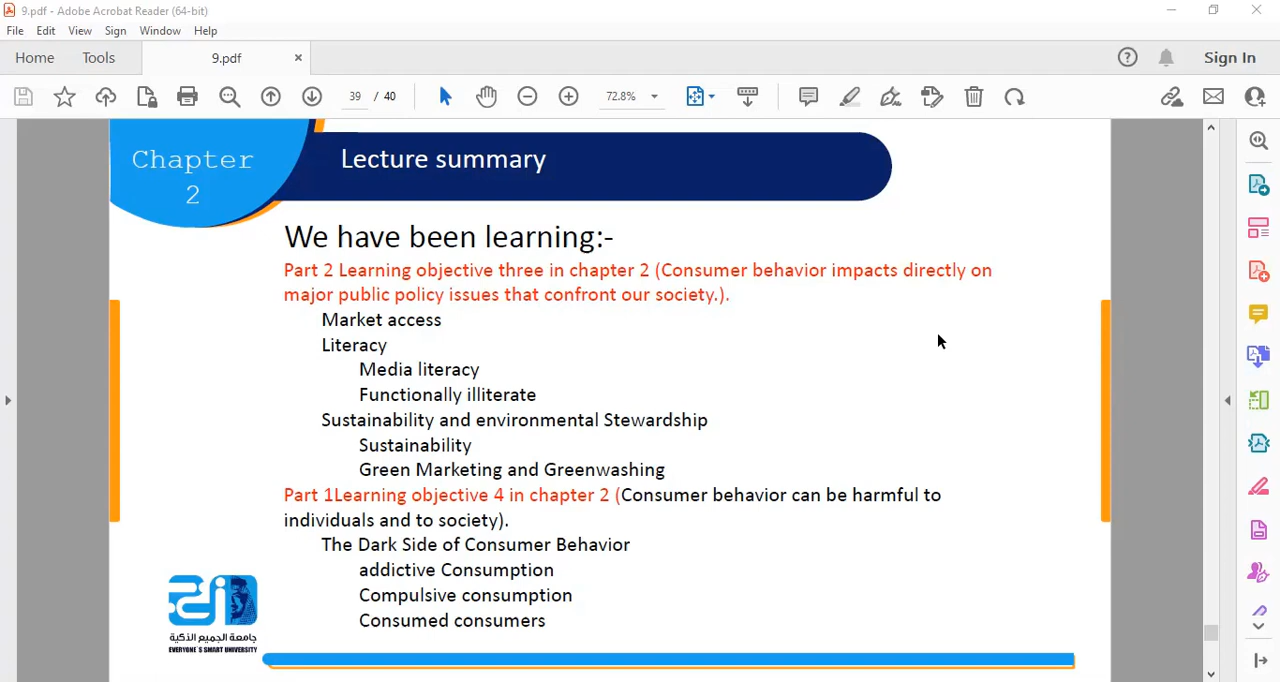 9.pdf - Adobe Acrobat Reader (64-bit)
File Edit View Sign Window Help
Home Tools 9.pdf × Sign In
39 / 40 72.8%
Chapter
2
Lecture summary
We have been learning:-
Part 2 Learning objective three in chapter 2 (Consumer behavior impacts directly on
major public policy issues that confront our society.).
Market access
Literacy
Media literacy
Functionally illiterate
Sustainability and environmental Stewardship
Sustainability
Green Marketing and Greenwashing
Part 1Learning objective 4 in chapter 2 (Consumer behavior can be harmful to
individuals and to society).
The Dark Side of Consumer Behavior
addictive Consumption
Compulsive consumption
Consumed consumers
جامعة الجميع الذكية
EVERYONE'S SMART UNIVERSITY